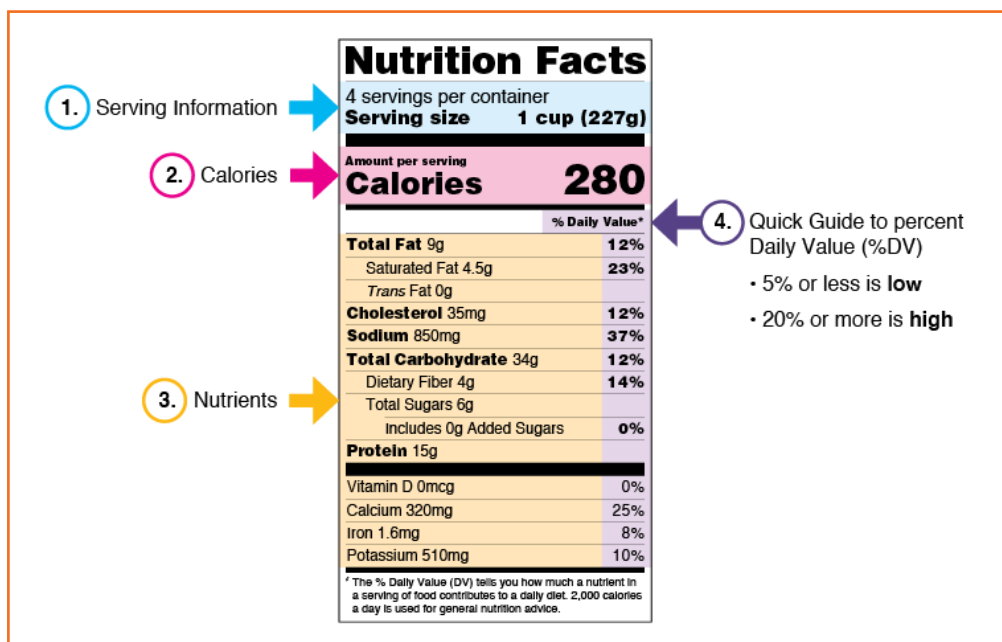 Nutrition Facts
4 servings per container
Serving size 1 cup (227g)
Amount per serving
Calories 280
% Daily Value*
Total Fat 9g 12%
Saturated Fat 4.5g 23%
Trans Fat 0g
Cholesterol 35mg 12%
Sodium 850mg 37%
Total Carbohydrate 34g 12%
Dietary Fiber 4g 14%
Total Sugars 6g
Includes 0g Added Sugars 0%
Protein 15g
Vitamin D 0mcg 0%
Calcium 320mg 25%
Iron 1.6mg 8%
Potassium 510mg 10%
* The % Daily Value (DV) tells you how much a nutrient in
a serving of food contributes to a daily diet. 2,000 calories
a day is used for general nutrition advice.
1. Serving Information
2. Calories
3. Nutrients
4. Quick Guide to percent
Daily Value (%DV)
• 5% or less is low
• 20% or more is high